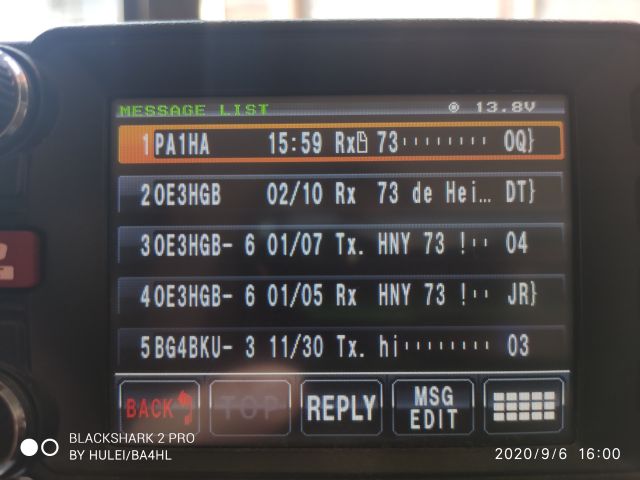 MESSAGE LIST 13.8V
1PA1HA 15:59 Rx 73········ OQ}
2OE3HGB 02/10 Rx 73 de Hei… DT}
3OE3HGB- 6 01/07 Tx. HNY 73 !·· 04
4OE3HGB- 6 01/05 Rx HNY 73 !·· JR}
5BG4BKU- 3 11/30 Tx. hi········ 03
BACK TOP REPLY MSG EDIT
BLACKSHARK 2 PRO
BY HULEI/BA4HL
2020/9/6 16:00